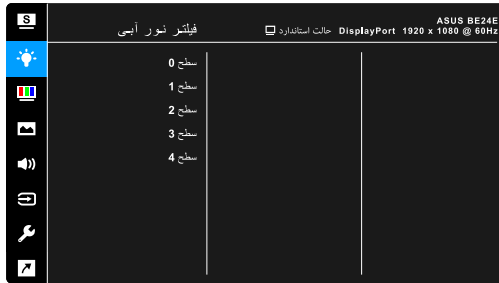 S
فیلتر نور آبی
ASUS BE24E
حالت استاندارد DisplayPort 1920 x 1080 @ 60Hz
سطح 0
سطح 1
سطح 2
سطح 3
سطح 4